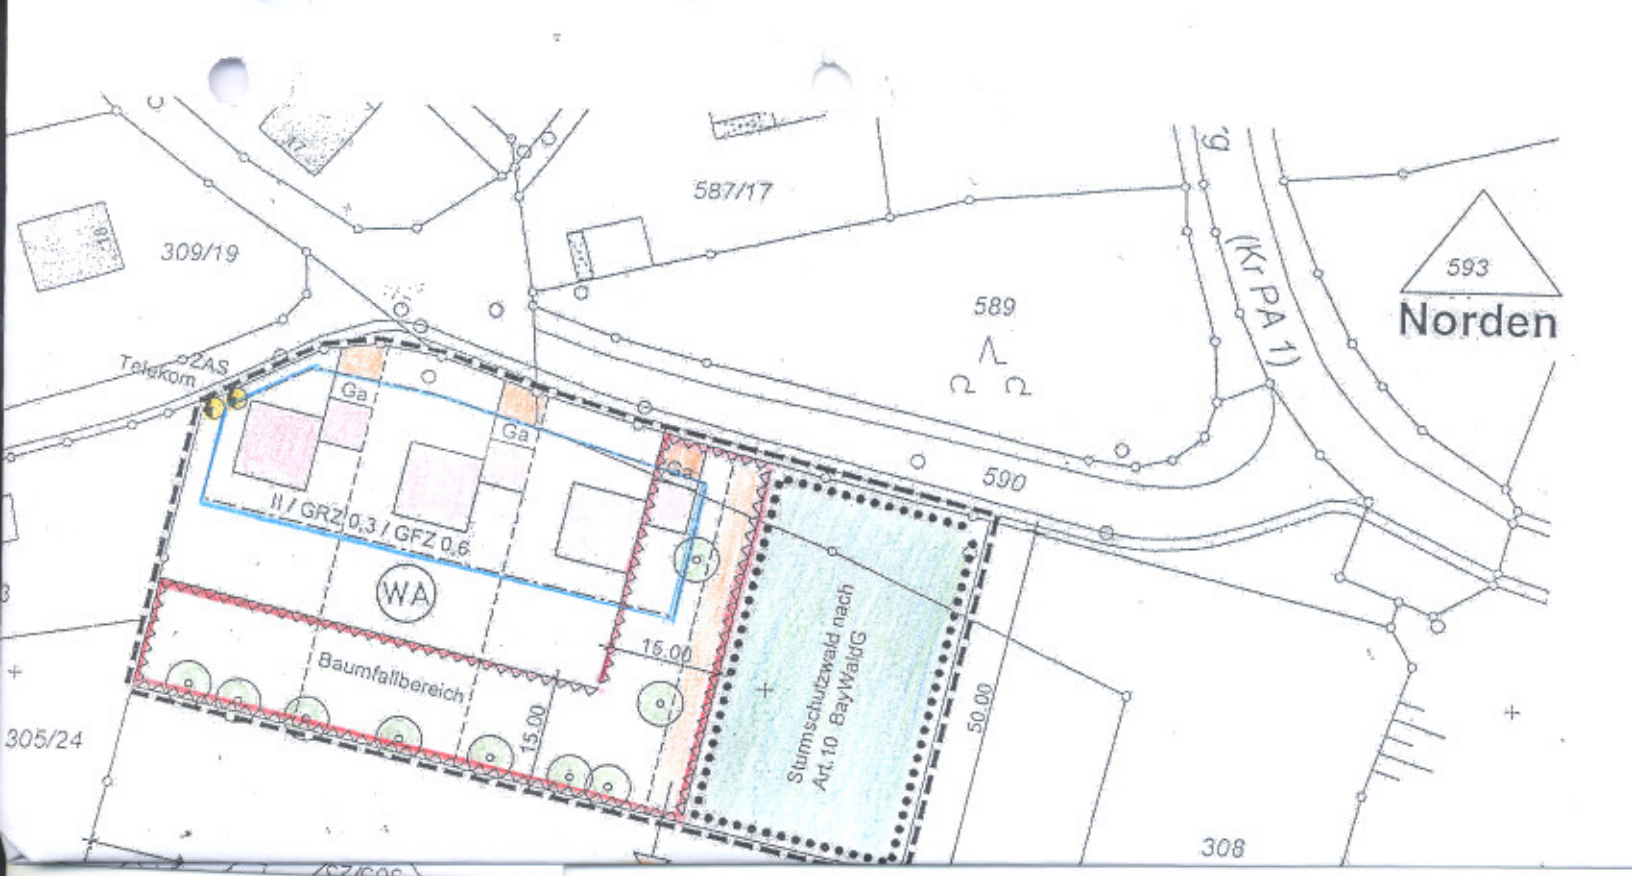 587/17
'g
309/19
18
593
Norden
(Kr PA 1)
589
ZAS
Telekom
Ga
Ga
Ga
590
II / GRZ 0,3 / GFZ 0,6
WA
15.00
Baumfallbereich
Sturmschutzwald nach
Art.10 BayWaldG
50.00
15.00
3
305/24
308